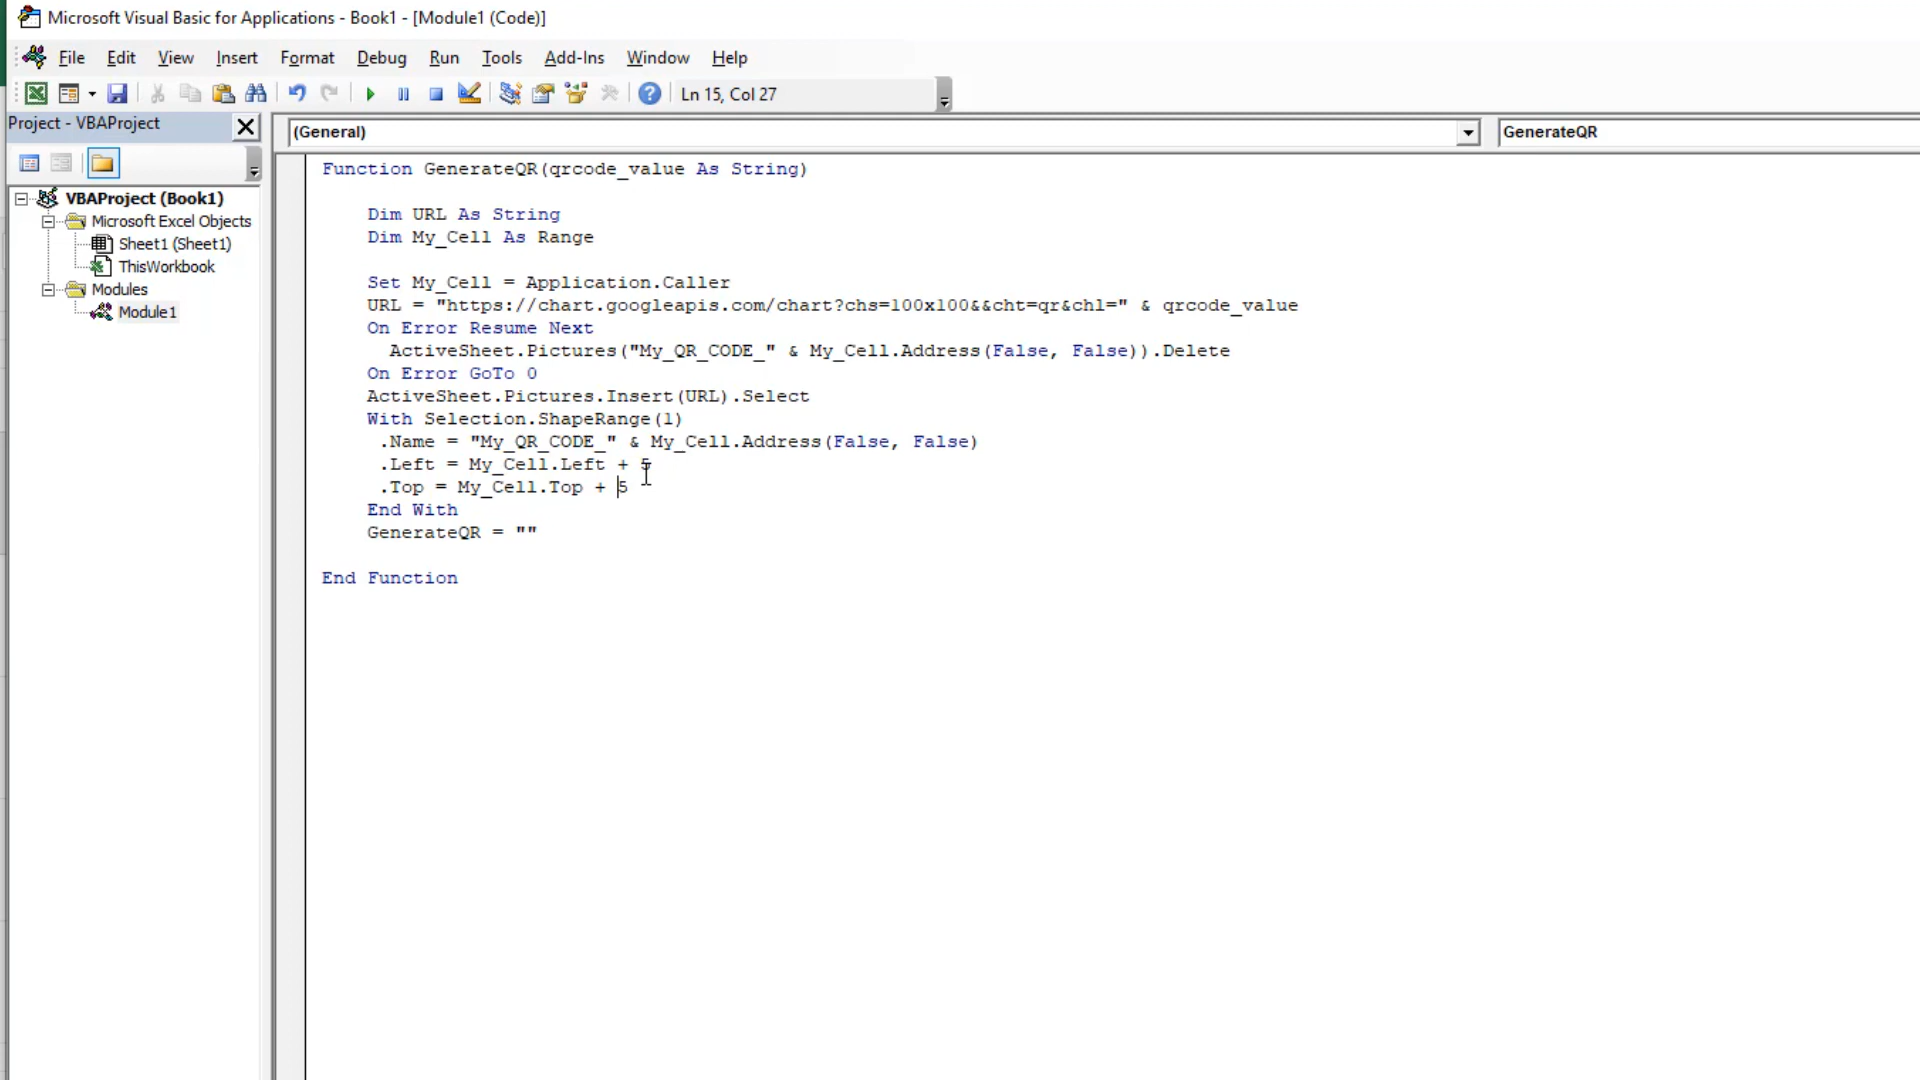 Microsoft Visual Basic for Applications - Book1 - [Module1 (Code)]
File Edit View Insert Format Debug Run Tools Add-Ins Window Help
Ln 15, Col 27
Project - VBAProject
(General)
GenerateQR
VBAProject (Book1)
Microsoft Excel Objects
Sheet1 (Sheet1)
ThisWorkbook
Modules
Module1
Function GenerateQR(qrcode_value As String)
Dim URL As String
Dim My_Cell As Range
Set My_Cell = Application.Caller
URL = "https://chart.googleapis.com/chart?chs=100x100&&cht=qr&chl=" & qrcode_value
On Error Resume Next
ActiveSheet.Pictures("My_QR_CODE_" & My_Cell.Address(False, False)).Delete
On Error GoTo 0
ActiveSheet.Pictures.Insert(URL).Select
With Selection.ShapeRange(1)
.Name = "My_QR_CODE_" & My_Cell.Address(False, False)
.Left = My_Cell.Left + 5
.Top = My_Cell.Top + 5
End With
GenerateQR = ""
End Function